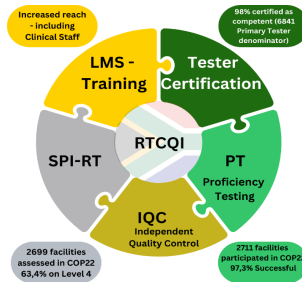 Increased reach
- including
Clinical Staff
98% certified as
competent (6841
Primary Tester
denominator)
LMS -
Training
Tester
Certification
RTCQI
SPI-RT
PT
Proficiency
Testing
IQC
Independent
Quality Control
2699 facilities
assessed in COP22
63,4% on Level 4
2711 facilities
participated in COP22
97,3% Successful